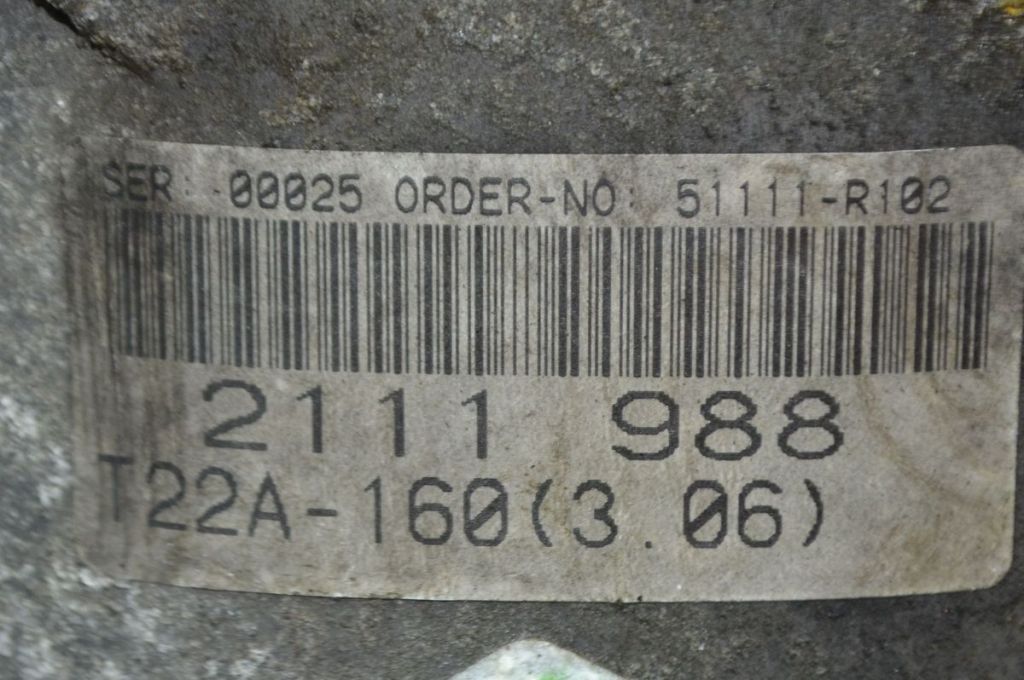 SER: 00025 ORDER-NO: 51111-R102
2111 988
T22A-160(3.06)